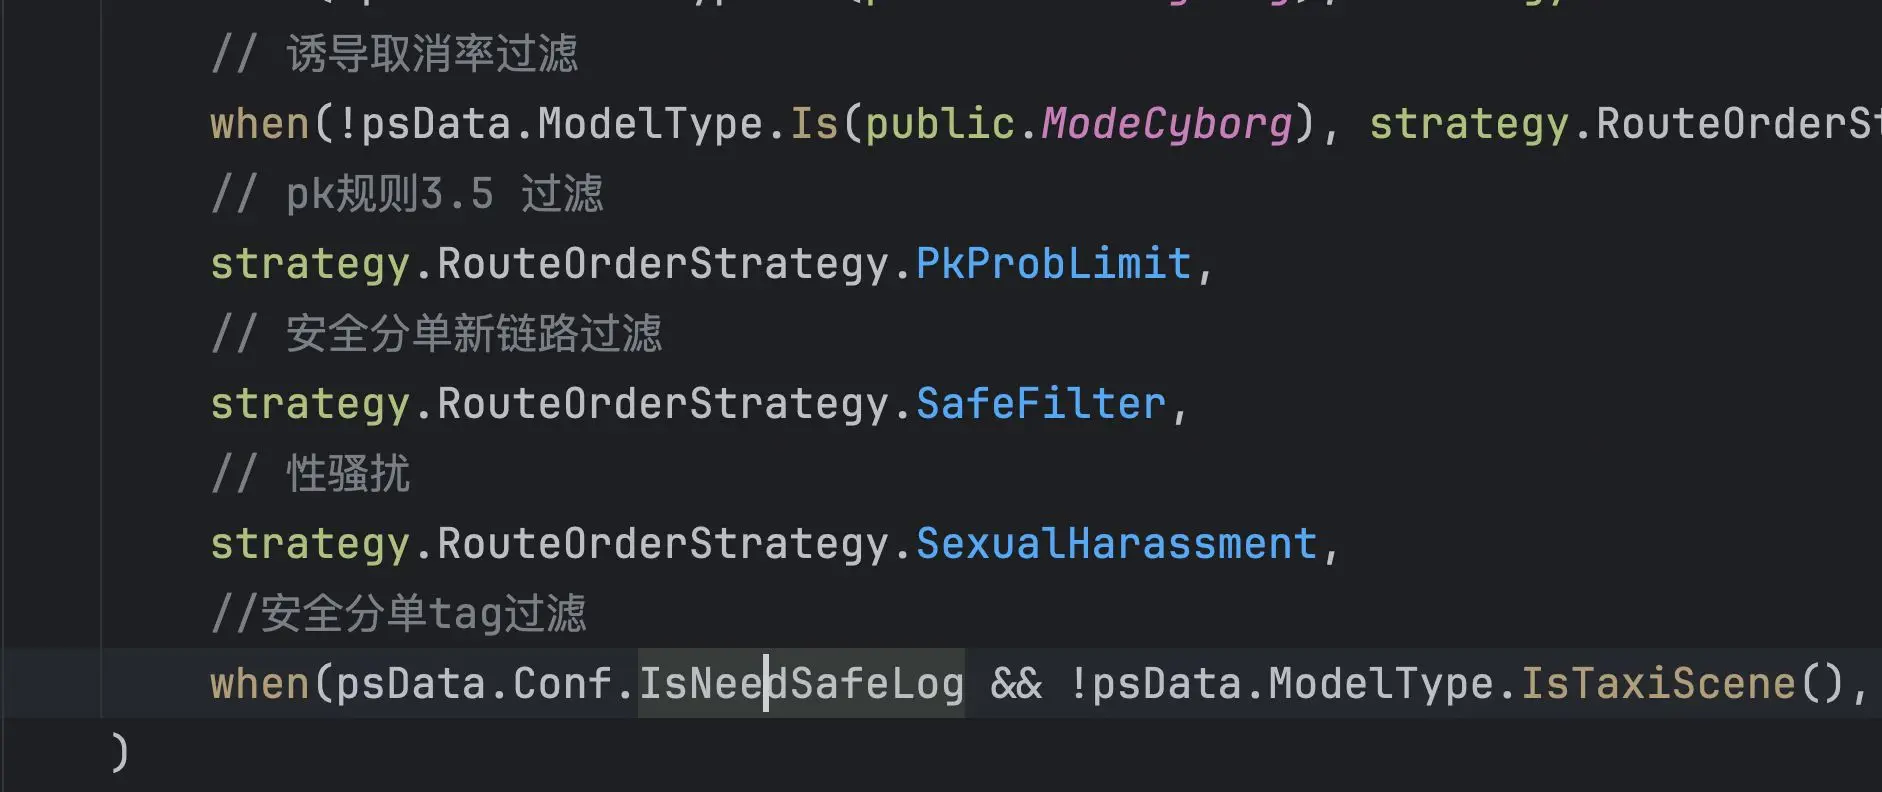 // 诱导取消率过滤
when(!psData.ModelType.Is(public.ModeCyborg), strategy.RouteOrderSt
// pk规则3.5 过滤
strategy.RouteOrderStrategy.PkProbLimit,
// 安全分单新链路过滤
strategy.RouteOrderStrategy.SafeFilter,
// 性骚扰
strategy.RouteOrderStrategy.SexualHarassment,
//安全分单tag过滤
when(psData.Conf.IsNeedSafeLog && !psData.ModelType.IsTaxiScene(),
)